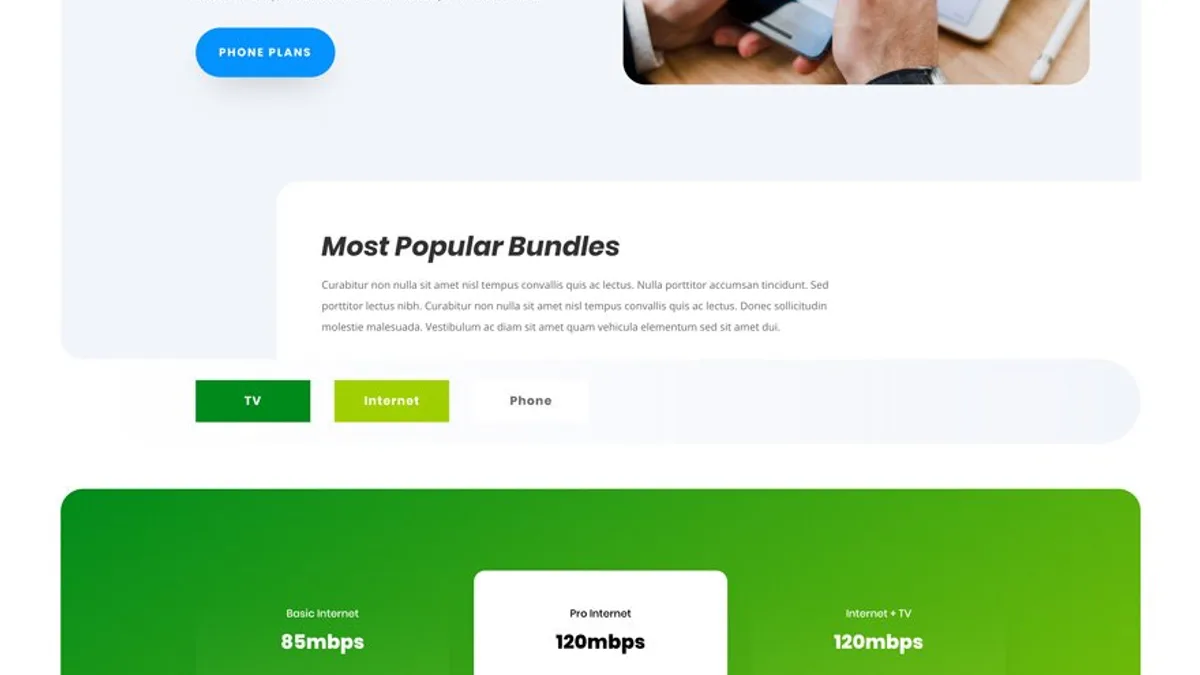 PHONE PLANS
Most Popular Bundles
Curabitur non nulla sit amet nisl tempus convallis quis ac lectus. Nulla porttitor accumsan tincidunt. Sed
porttitor lectus nibh. Curabitur non nulla sit amet nisl tempus convallis quis ac lectus. Donec sollicitudin
molestie malesuada. Vestibulum ac diam sit amet quam vehicula elementum sed sit amet dui.
TV
Internet
Phone
Basic Internet
85mbps
Pro Internet
120mbps
Internet + TV
120mbps